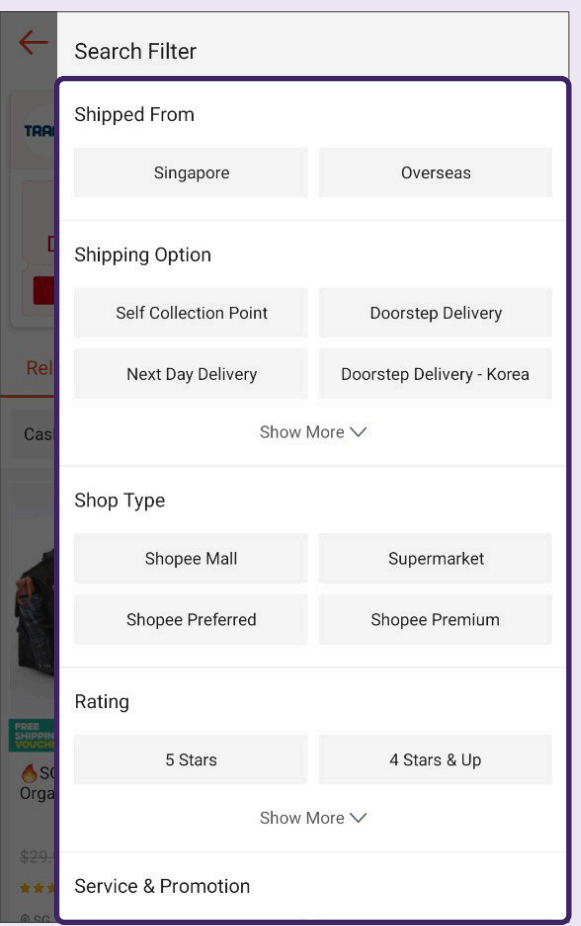 Search Filter
Shipped From
Singapore
Overseas
Shipping Option
Self Collection Point
Doorstep Delivery
Next Day Delivery
Doorstep Delivery - Korea
Show More
Shop Type
Shopee Mall
Supermarket
Shopee Preferred
Shopee Premium
Rating
5 Stars
4 Stars & Up
Show More
Service & Promotion
FREE